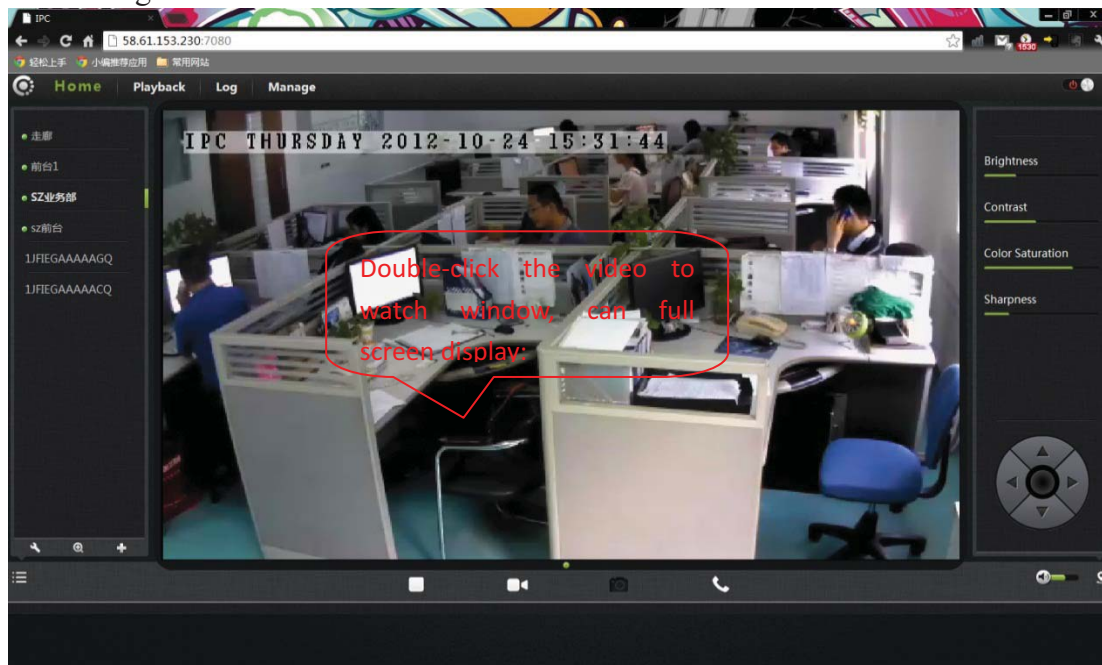 IPC
58.61.153.230:7080
1530
轻松上手 小编推荐应用 常用网站
Home Playback Log Manage
走廊
前台1
SZ业务部
sz前台
1JFIEGAAAAAGQ
1JFIEGAAAAACQ
IPC THURSDAY 2012-10-24 15:31:44
Double-click the video to
watch window, can full
screen display;
Brightness
Contrast
Color Saturation
Sharpness